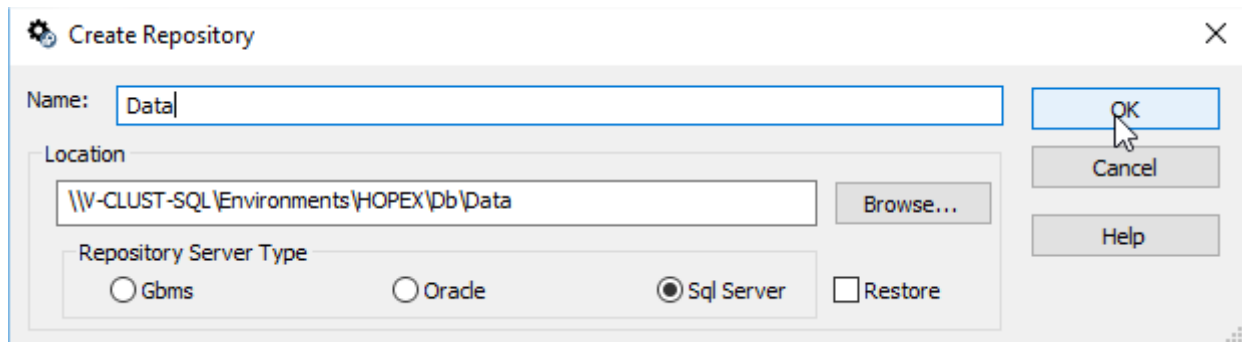 Create Repository
Name: Data OK
Location Cancel
\\V-CLUST-SQL\Environments\HOPEX\Db\Data Browse...
Help
Repository Server Type
Gbms Oracle Sql Server Restore